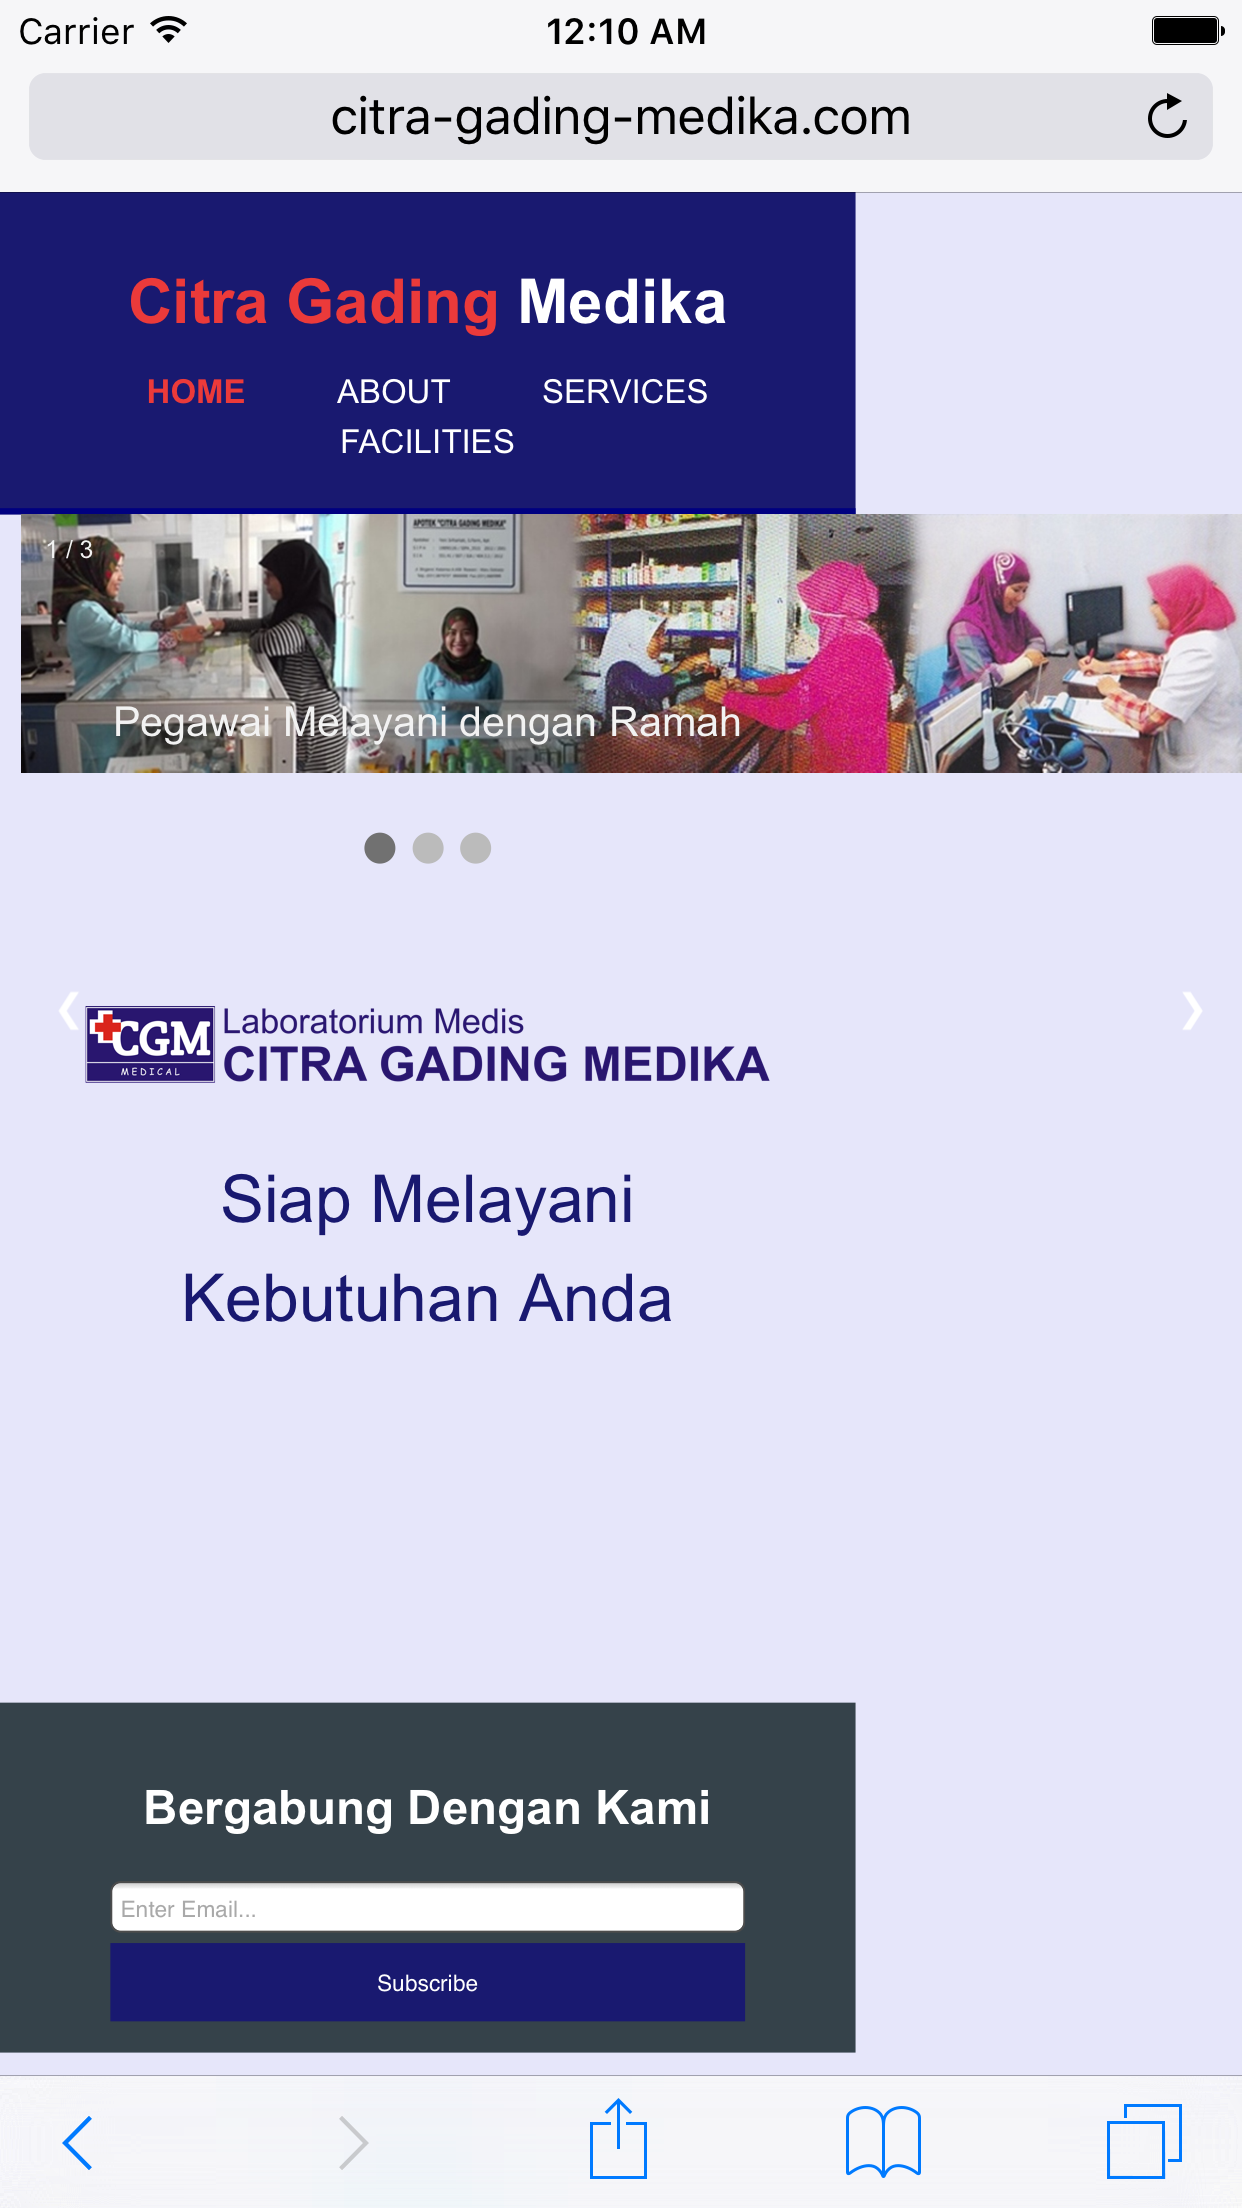 Carrier
12:10 AM
citra-gading-medika.com
Citra Gading Medika
HOME ABOUT SERVICES
FACILITIES
APOTEK "CITRA GADING MEDIKA"
1 / 3
Pegawai Melayani dengan Ramah
CGM
MEDICAL
Laboratorium Medis
CITRA GADING MEDIKA
Siap Melayani
Kebutuhan Anda
Bergabung Dengan Kami
Enter Email...
Subscribe